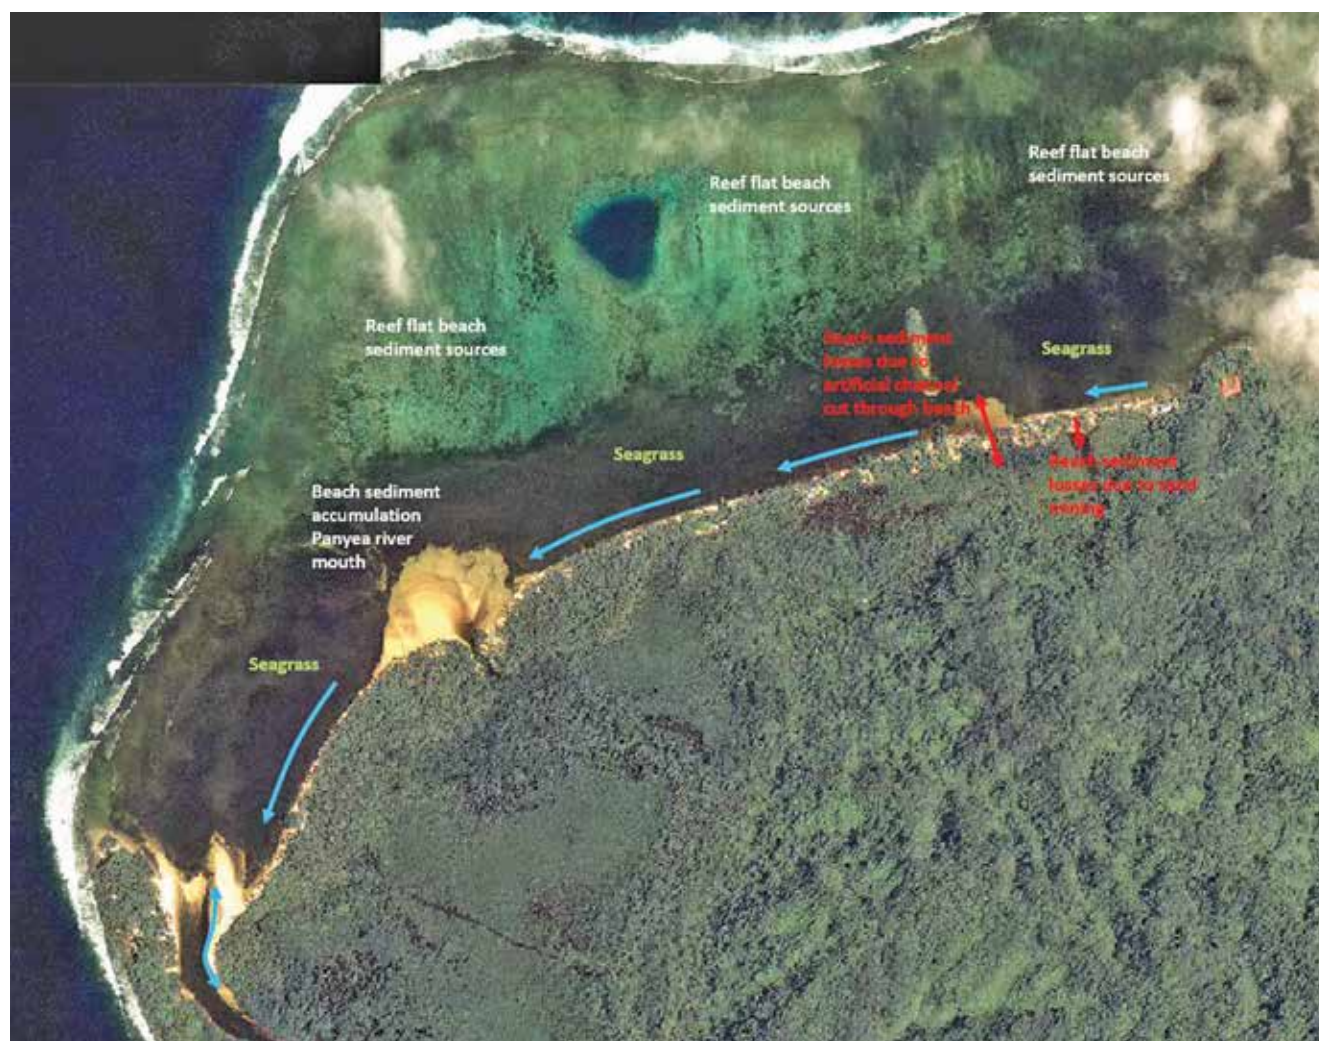 Reef flat beach
sediment sources
Reef flat beach
sediment sources
Reef flat beach
sediment sources
Beach sediment
losses due to
artificial channel
cut through beach
Seagrass
Seagrass
Beach sediment
losses due to sand
mining
Beach sediment
accumulation
Panyea river
mouth
Seagrass